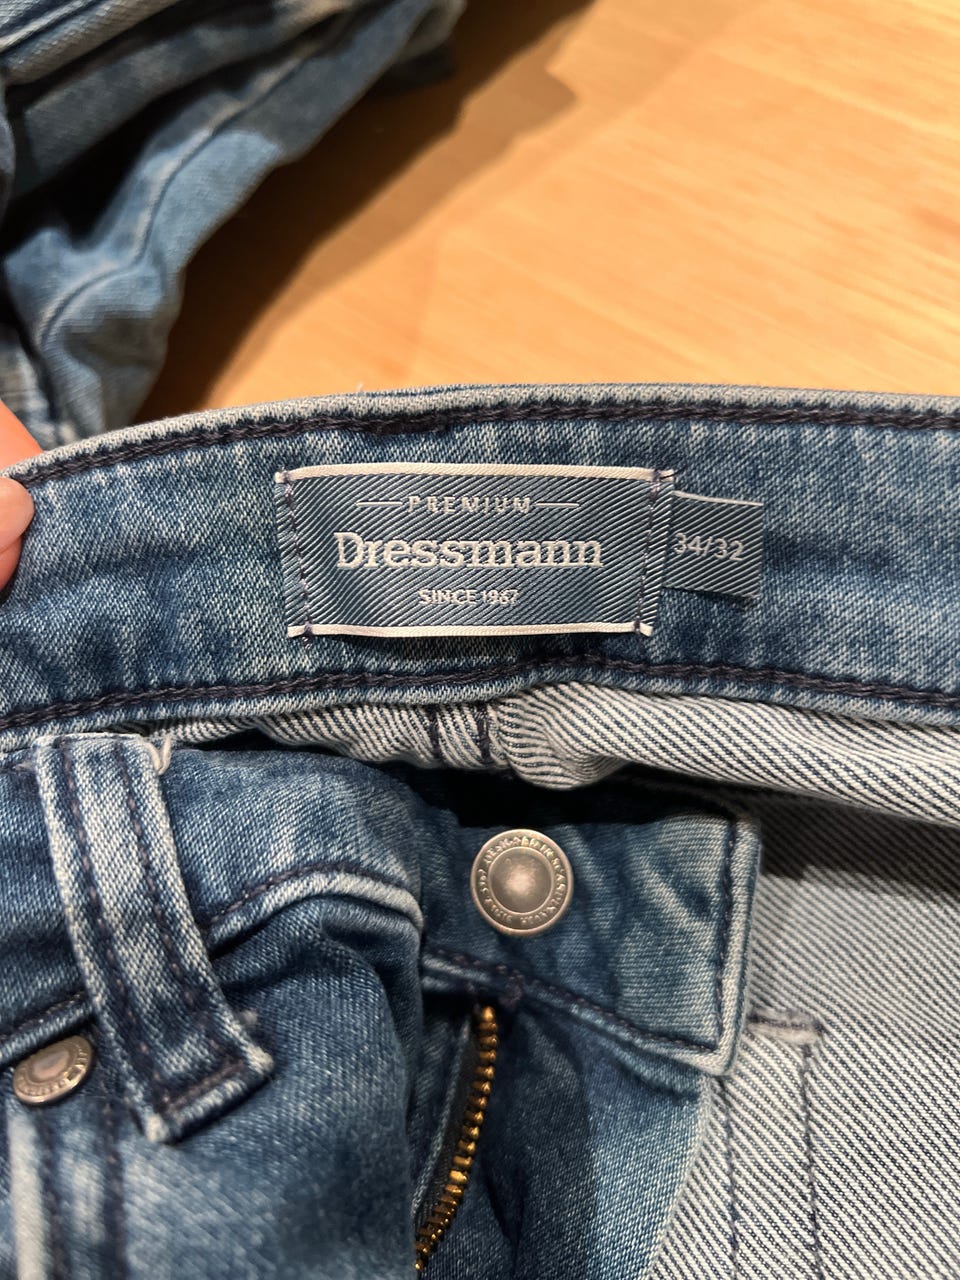 PREMIUM
Dressmann
SINCE 1967
34/32